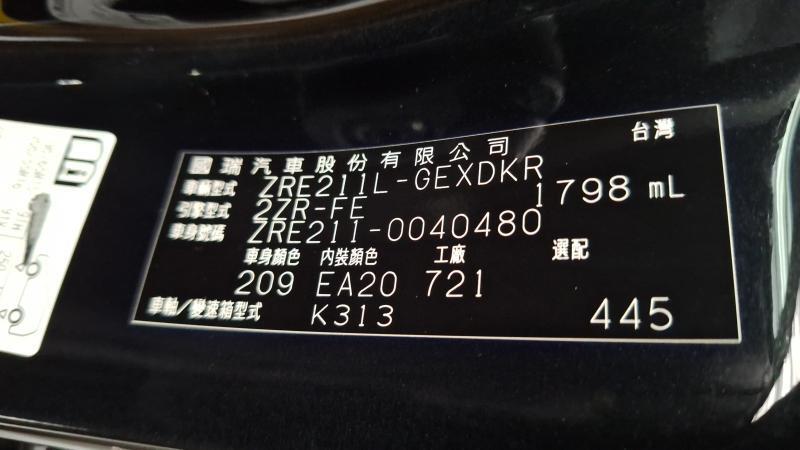 台灣
國瑞汽車股份有限公司
車輛型式 ZRE211L-GEXDKR
引擎型式 2ZR-FE 1798 mL
車身號碼 ZRE211-0040480
車身顏色 內裝顏色 工廠 選配
209 EA20 721
車軸/變速箱型式 K313 445